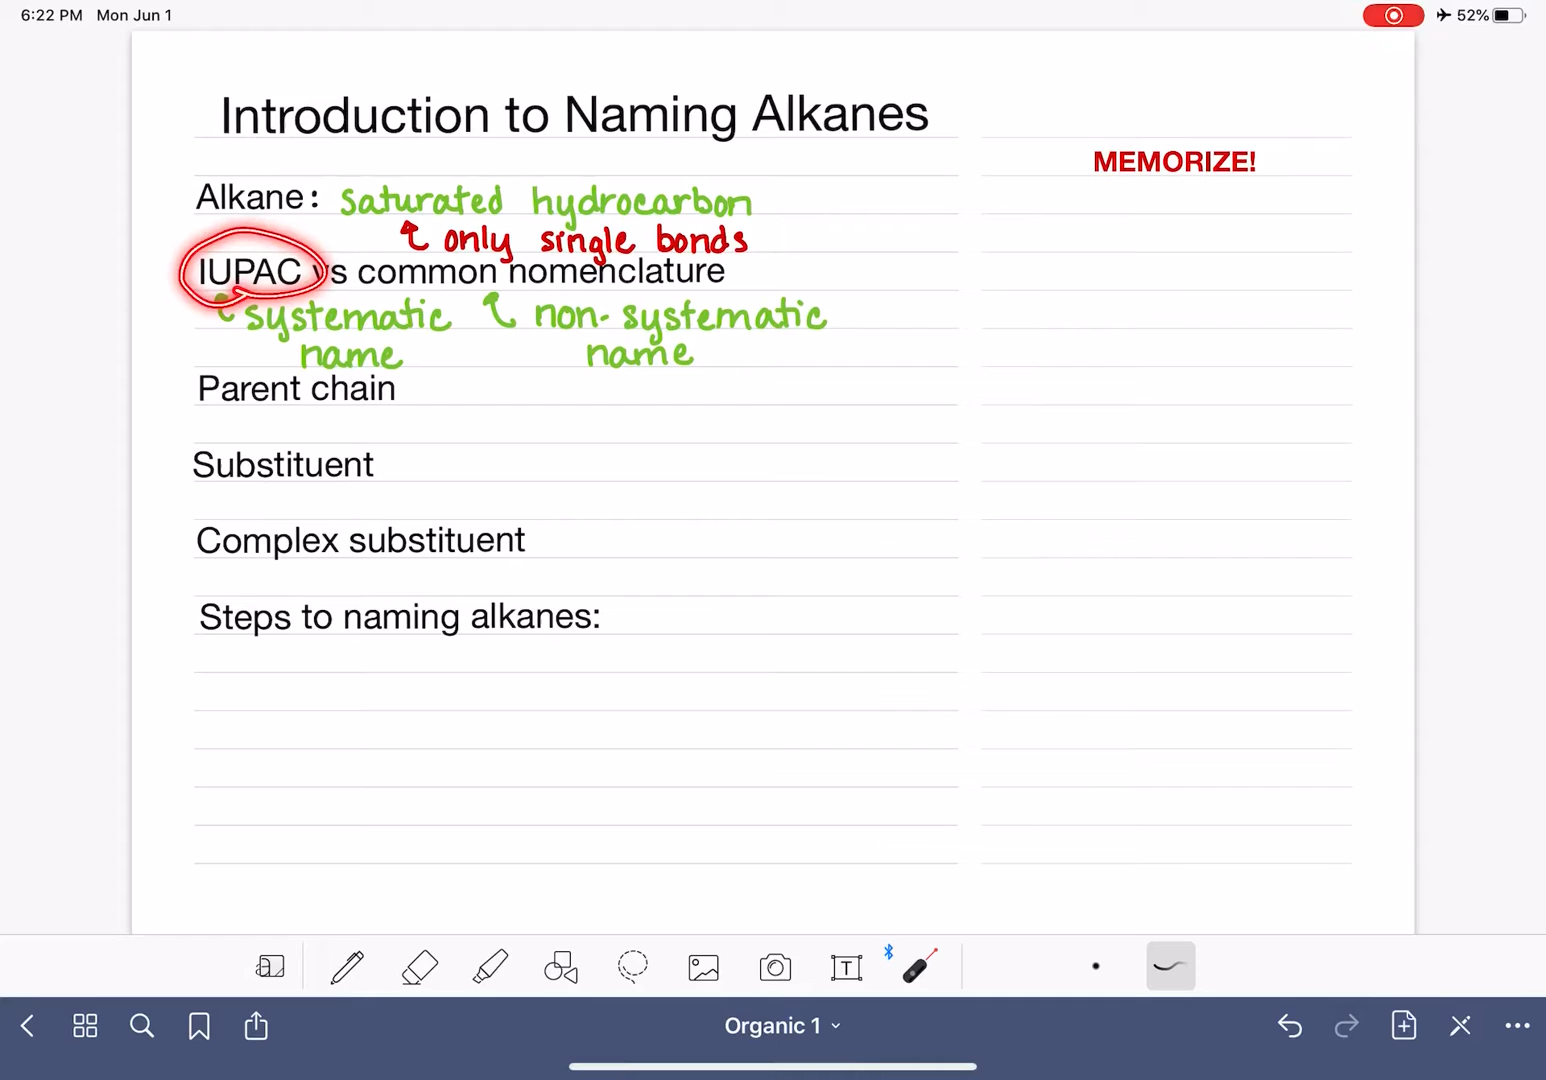 6:22 PM Mon Jun 1
52%
Introduction to Naming Alkanes
MEMORIZE!
Alkane: saturated hydrocarbon
only single bonds
IUPAC vs common nomenclature
systematic non-systematic
name name
Parent chain
Substituent
Complex substituent
Steps to naming alkanes:
T
Organic 1